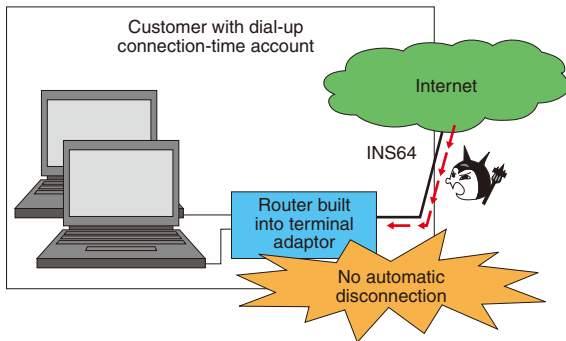 Customer with dial-up
connection-time account
Internet
INS64
Router built
into terminal
adaptor
No automatic
disconnection